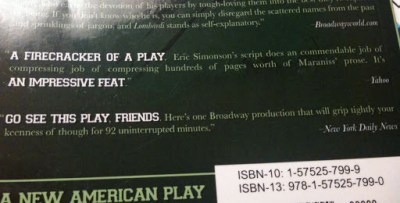 the devotion of his players by tough-loving them into the
If you don't know who he is, you can simply disregard the scattered names from the past
sprinklings of jargon and Lombardi stands as self-explanatory."
-Broadwayworld.com
"A FIRECRACKER OF A PLAY. Eric Simonson's script does an commendable job of
compressing job of compressing hundreds of pages worth of Maraniss' prose. It's
AN IMPRESSIVE FEAT."
-Yahoo
"GO SEE THIS PLAY, FRIENDS. Here's one Broadway production that will grip tightly your
keenness of though for 92 uninterrupted minutes."
-New York Daily News
ISBN-10: 1-57525-799-9
ISBN-13: 978-1-57525-799-0
A NEW AMERICAN PLAY